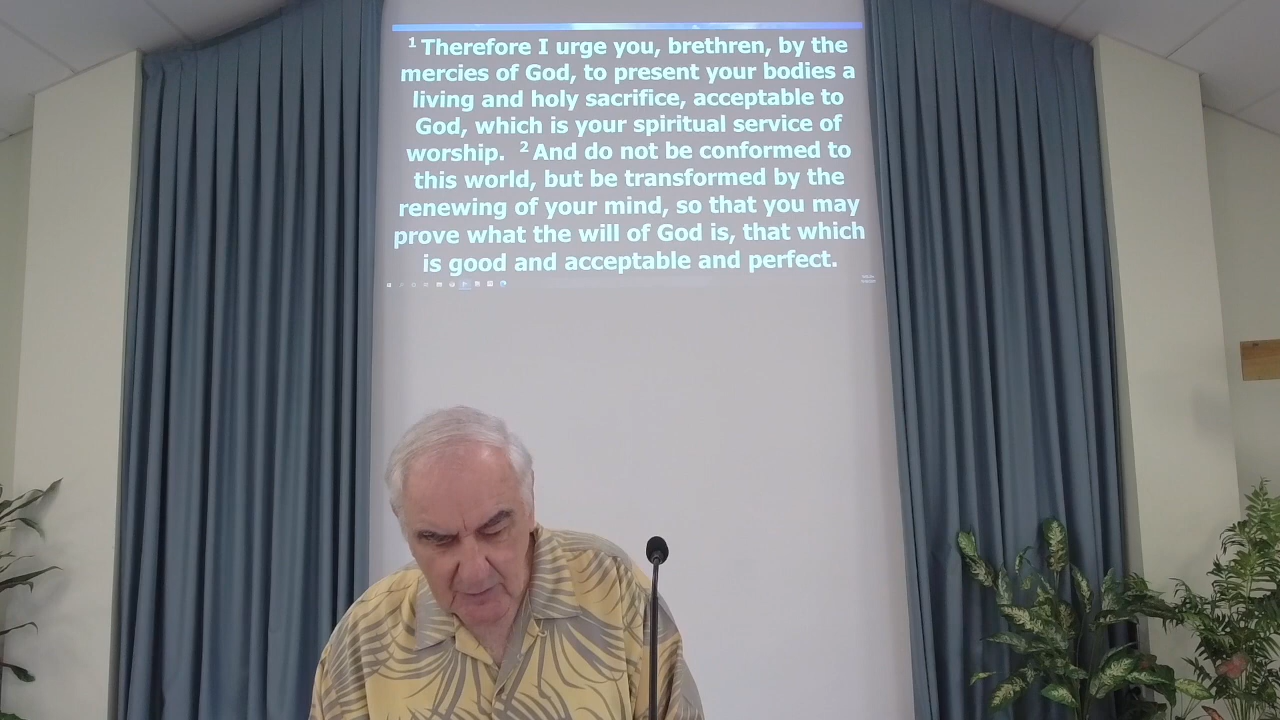 1 Therefore I urge you, brethren, by the
mercies of God, to present your bodies a
living and holy sacrifice, acceptable to
God, which is your spiritual service of
worship. 2 And do not be conformed to
this world, but be transformed by the
renewing of your mind, so that you may
prove what the will of God is, that which
is good and acceptable and perfect.